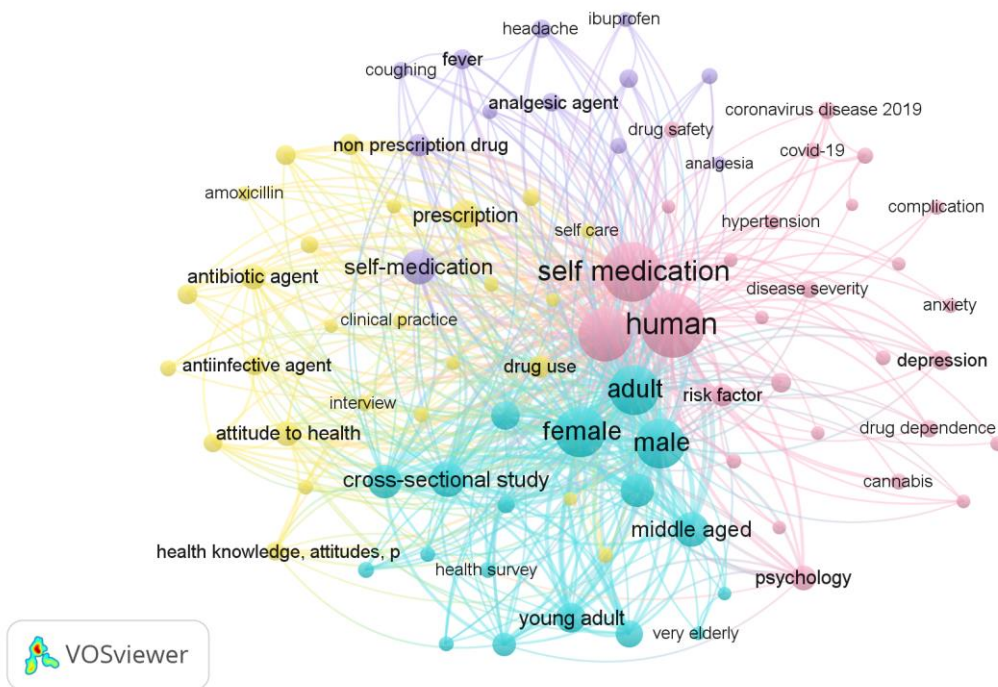 ibuprofen
headache
fever
coughing
analgesic agent
coronavirus disease 2019
drug safety
non prescription drug
covid-19
analgesia
amoxicillin
prescription
complication
hypertension
self care
self-medication
self medication
antibiotic agent
disease severity
anxiety
clinical practice
human
depression
antiinfective agent
drug use
adult
risk factor
interview
attitude to health
female
male
drug dependence
cross-sectional study
cannabis
middle aged
health knowledge, attitudes, p
health survey
psychology
young adult
very elderly
VOSviewer